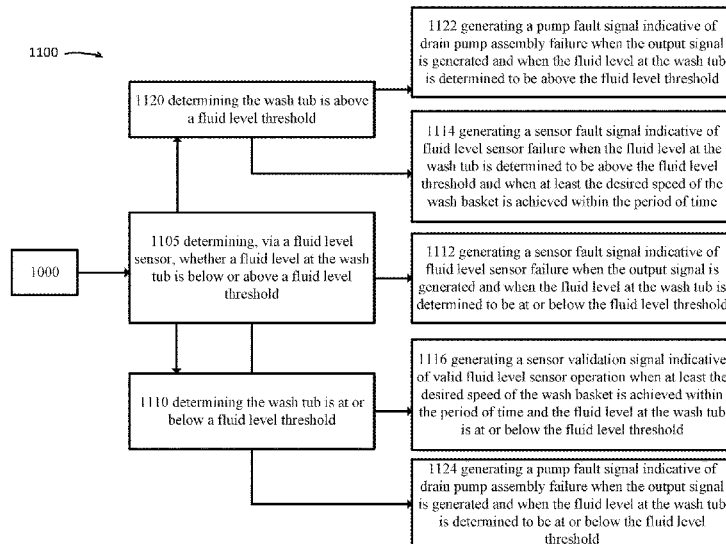 1100
1000
1120 determining the wash tub is above
a fluid level threshold
1105 determining, via a fluid level
sensor, whether a fluid level at the wash
tub is below or above a fluid level
threshold
1110 determining the wash tub is at or
below a fluid level threshold
1122 generating a pump fault signal indicative of
drain pump assembly failure when the output signal
is generated and when the fluid level at the wash tub
is determined to be above the fluid level threshold
1114 generating a sensor fault signal indicative of
fluid level sensor failure when the fluid level at the
wash tub is determined to be above the fluid level
threshold and when at least the desired speed of the
wash basket is achieved within the period of time
1112 generating a sensor fault signal indicative of
fluid level sensor failure when the output signal is
generated and when the fluid level at the wash tub is
determined to be at or below the fluid level threshold
1116 generating a sensor validation signal indicative
of valid fluid level sensor operation when at least the
desired speed of the wash basket is achieved within
the period of time and the fluid level at the wash tub
is at or below the fluid level threshold
1124 generating a pump fault signal indicative of
drain pump assembly failure when the output signal
is generated and when the fluid level at the wash tub
is determined to be at or below the fluid level
threshold